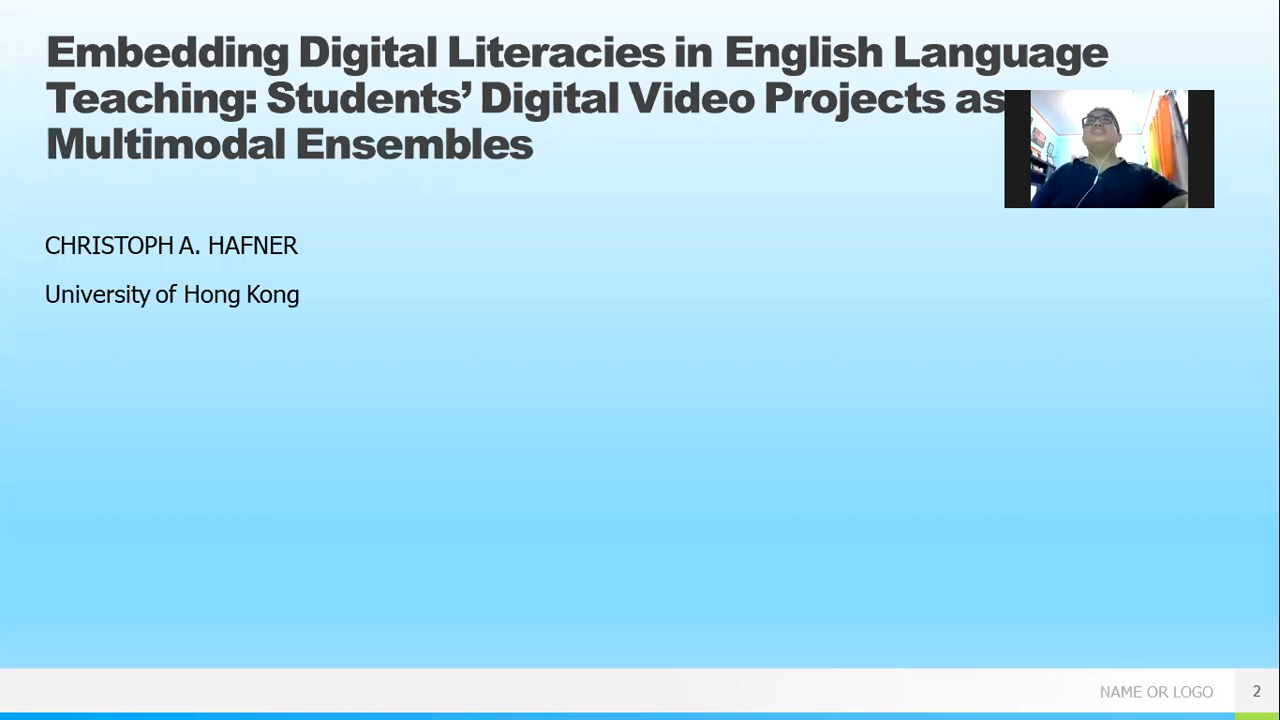 Embedding Digital Literacies in English Language
Teaching: Students’ Digital Video Projects as
Multimodal Ensembles
CHRISTOPH A. HAFNER
University of Hong Kong
NAME OR LOGO
2